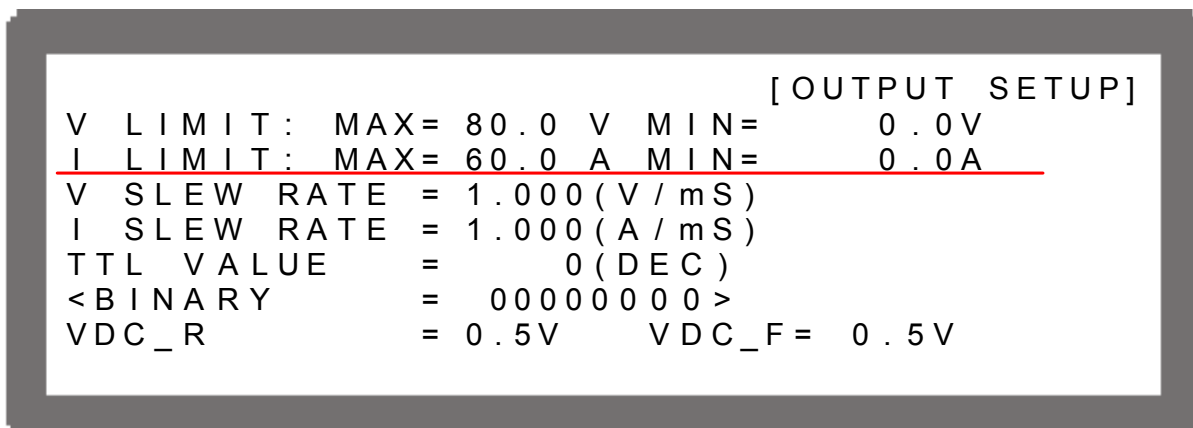 [OUTPUT SETUP]
V LIMIT: MAX= 80.0 V MIN= 0.0V
I LIMIT: MAX= 60.0 A MIN= 0.0A
V SLEW RATE = 1.000(V/mS)
I SLEW RATE = 1.000(A/mS)
TTL VALUE = 0(DEC)
<BINARY = 00000000>
VDC_R = 0.5V VDC_F= 0.5V